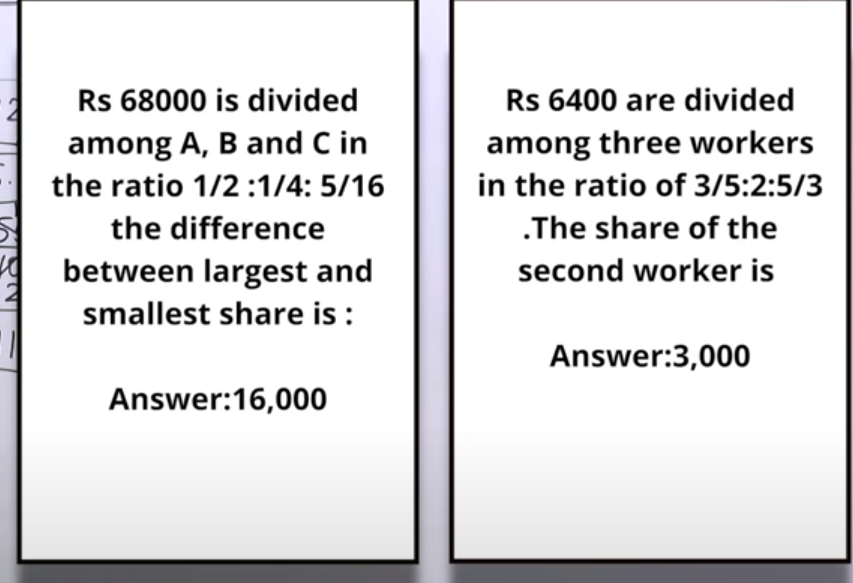 Rs 68000 is divided
among A, B and C in
the ratio 1/2 :1/4: 5/16
the difference
between largest and
smallest share is :
Answer:16,000
Rs 6400 are divided
among three workers
in the ratio of 3/5:2:5/3
.The share of the
second worker is
Answer:3,000